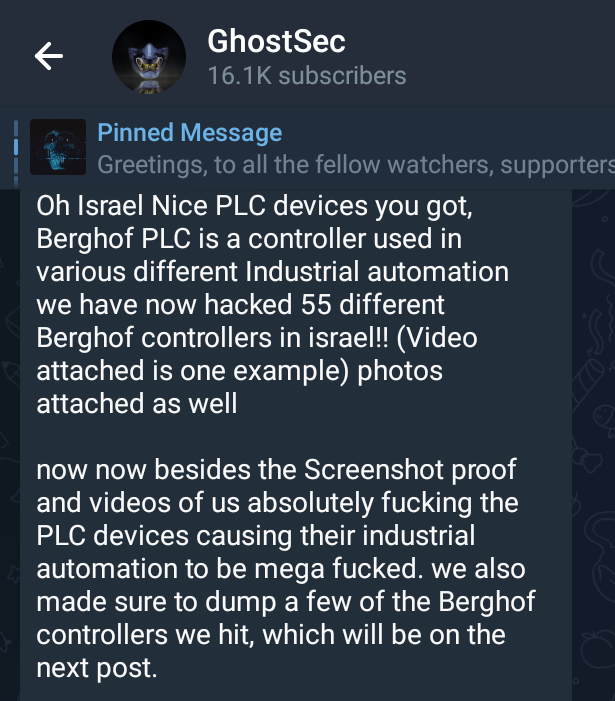 GhostSec
16.1K subscribers
Pinned Message
Greetings, to all the fellow watchers, supporters
Oh Israel Nice PLC devices you got,
Berghof PLC is a controller used in
various different Industrial automation
we have now hacked 55 different
Berghof controllers in israel!! (Video
attached is one example) photos
attached as well
now now besides the Screenshot proof
and videos of us absolutely fucking the
PLC devices causing their industrial
automation to be mega fucked. we also
made sure to dump a few of the Berghof
controllers we hit, which will be on the
next post.